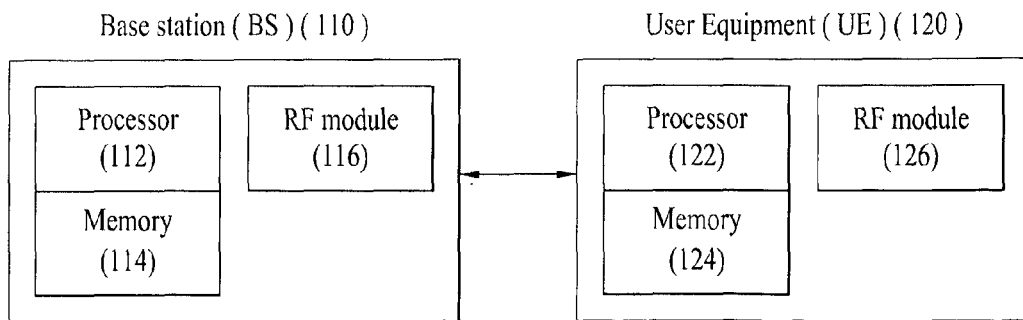 Base station ( BS ) ( 110 )
User Equipment ( UE ) ( 120 )
Processor
(112)
RF module
(116)
Memory
(114)
Processor
(122)
RF module
(126)
Memory
(124)